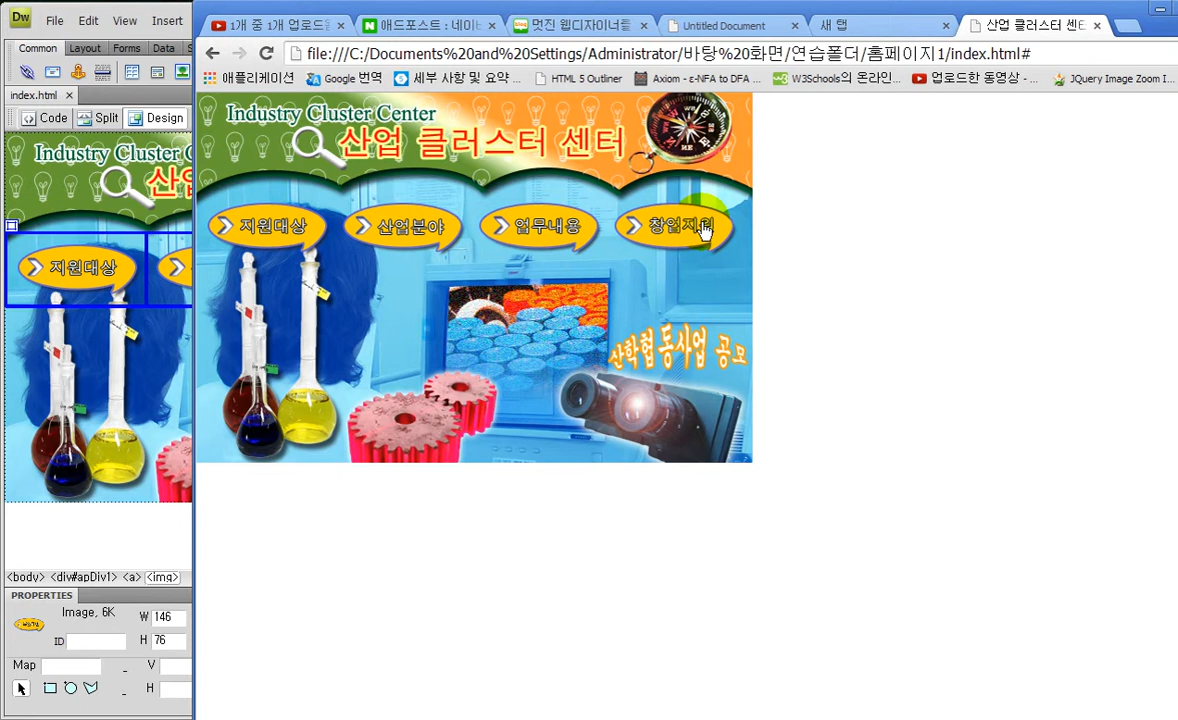 Dw File Edit View Insert
Common Layout Forms Data S
index.html ×
Code Split Design
Industry Cluster C
산업
지원대상
<body> <div#apDiv1> <a> <img>
PROPERTIES
Image, 6K W 146
ID H 76
Map V
H
1개 중 1개 업로드 × 애드포스트 : 네이버 × 멋진 웹디자이너를 × Untitled Document × 새 탭 × 산업 클러스터 센터 ×
file:///C:/Documents%20and%20Settings/Administrator/바탕%20화면/연습폴더/홈페이지1/index.html#
애플리케이션 Google 번역 세부 사항 및 요약 ... HTML 5 Outliner Axiom - ε-NFA to DFA ... W3Schools의 온라인... 업로드한 동영상 - ... JQuery Image Zoom I...
Industry Cluster Center
산업 클러스터 센터
지원대상 산업분야 업무내용 창업지원
산학협동사업 공모